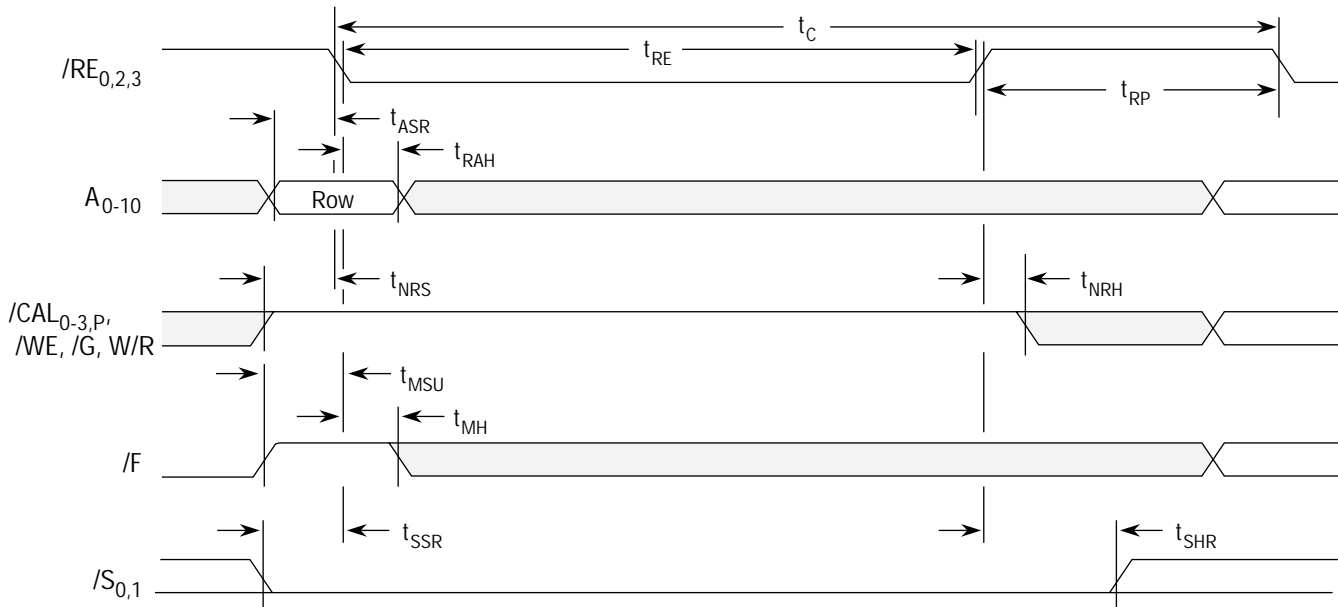 t_C
t_RE
/RE_0,2,3
t_RP
t_ASR
t_RAH
A_0-10
Row
t_NRS
t_NRH
/CAL_0-3,P,
/WE, /G, W/R
t_MSU
t_MH
/F
t_SSR
t_SHR
/S_0,1